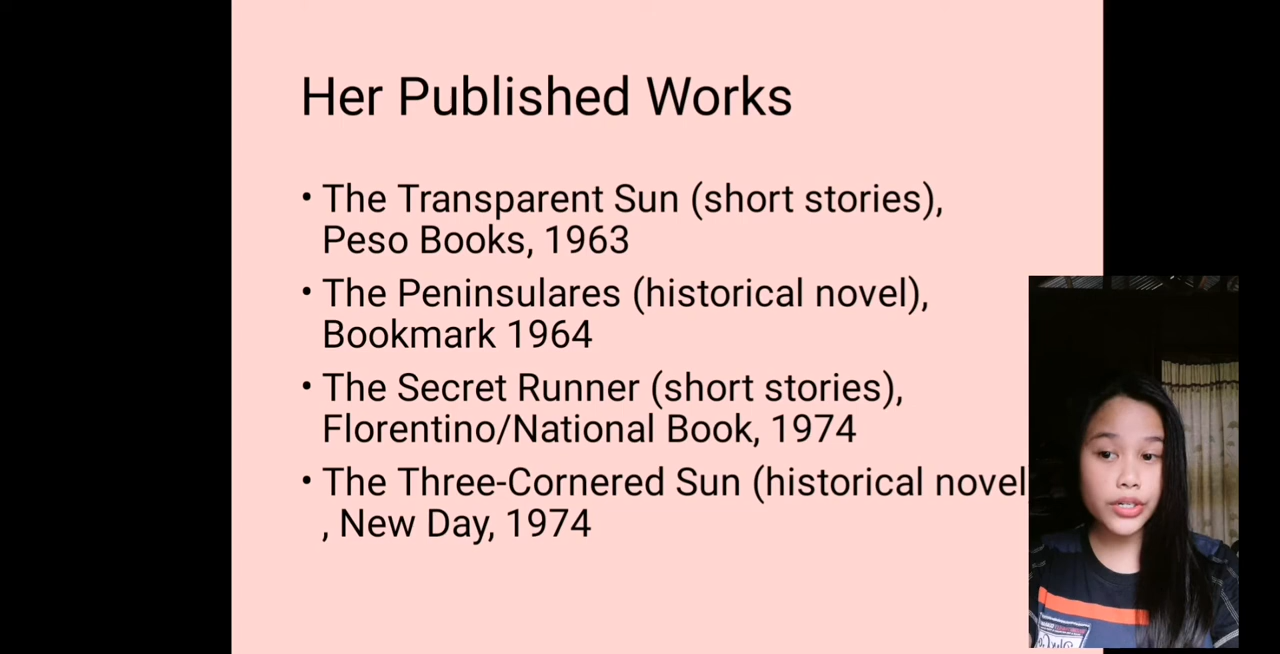 Her Published Works
• The Transparent Sun (short stories),
Peso Books, 1963
• The Peninsulares (historical novel),
Bookmark 1964
• The Secret Runner (short stories),
Florentino/National Book, 1974
• The Three-Cornered Sun (historical novel
, New Day, 1974